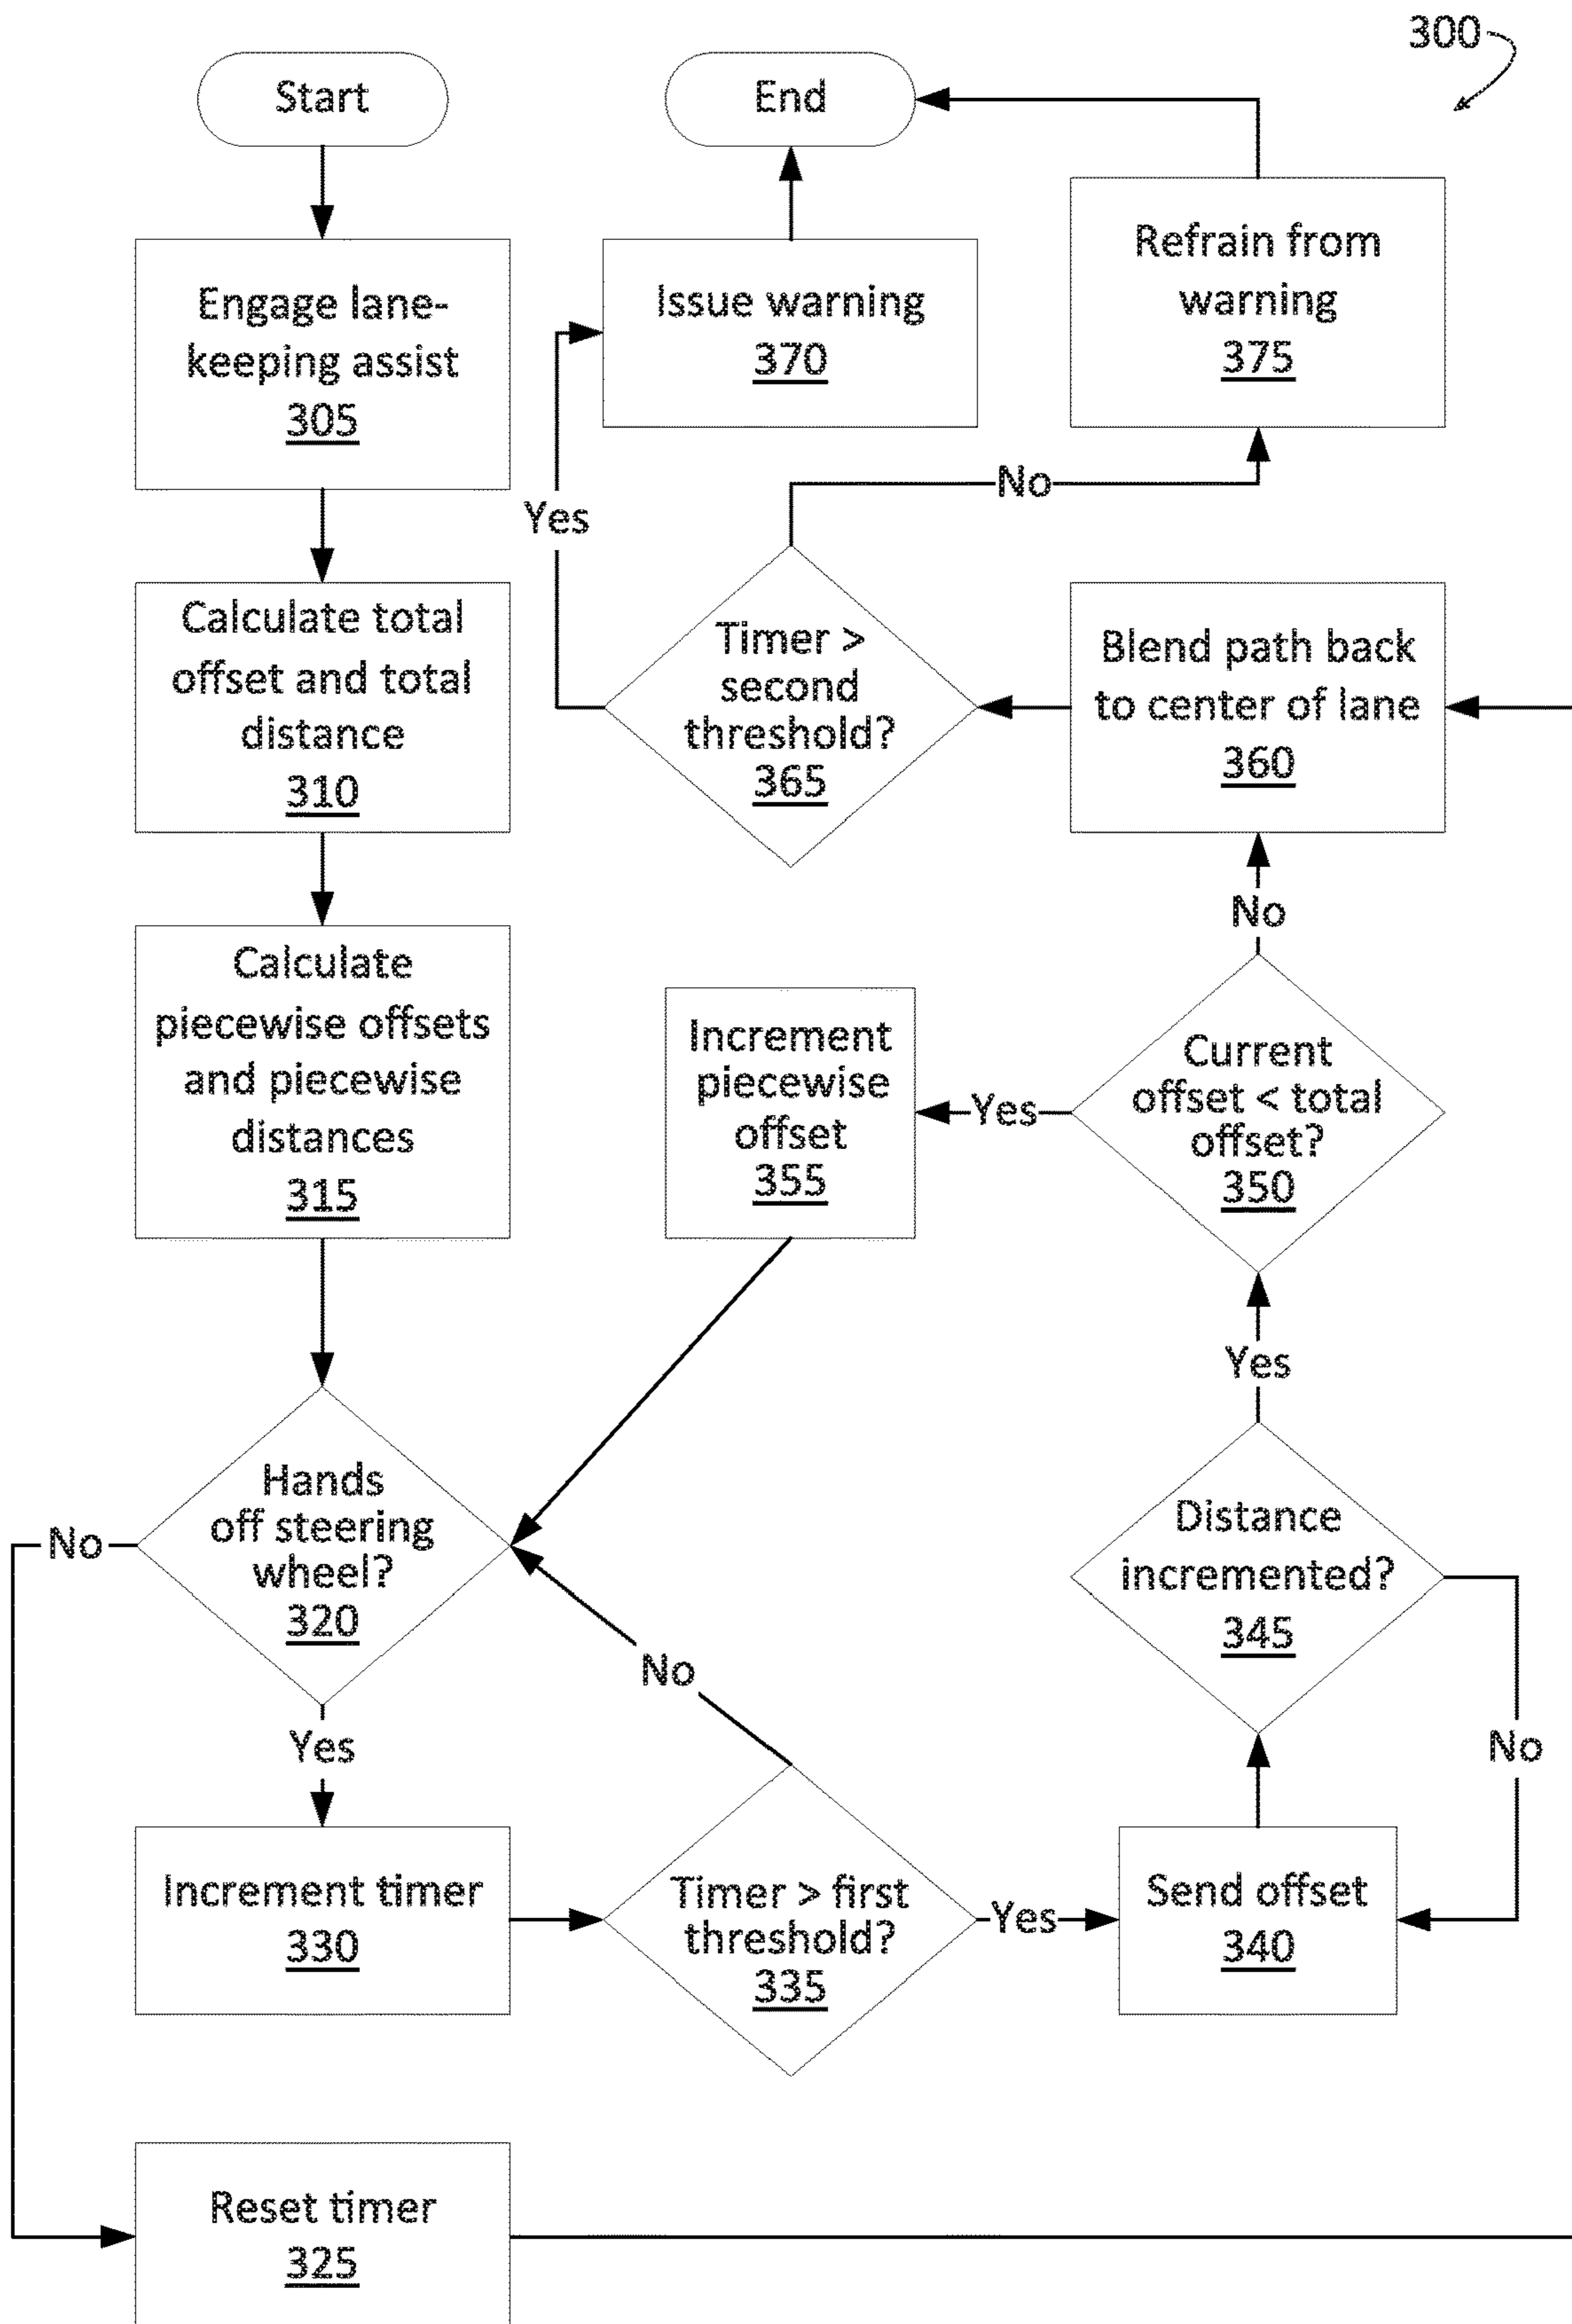 300
Start
End
Engage lane-
keeping assist
305
Issue warning
370
Refrain from
warning
375
Yes
No
Calculate total
offset and total
distance
310
Timer >
second
threshold?
365
Blend path back
to center of lane
360
No
Calculate
piecewise offsets
and piecewise
distances
315
Increment
piecewise
offset
355
Yes
Current
offset < total
offset?
350
Yes
Hands
off steering
wheel?
320
No
Distance
incremented?
345
No
Yes
No
Increment timer
330
Timer > first
threshold?
335
Yes
Send offset
340
Reset timer
325